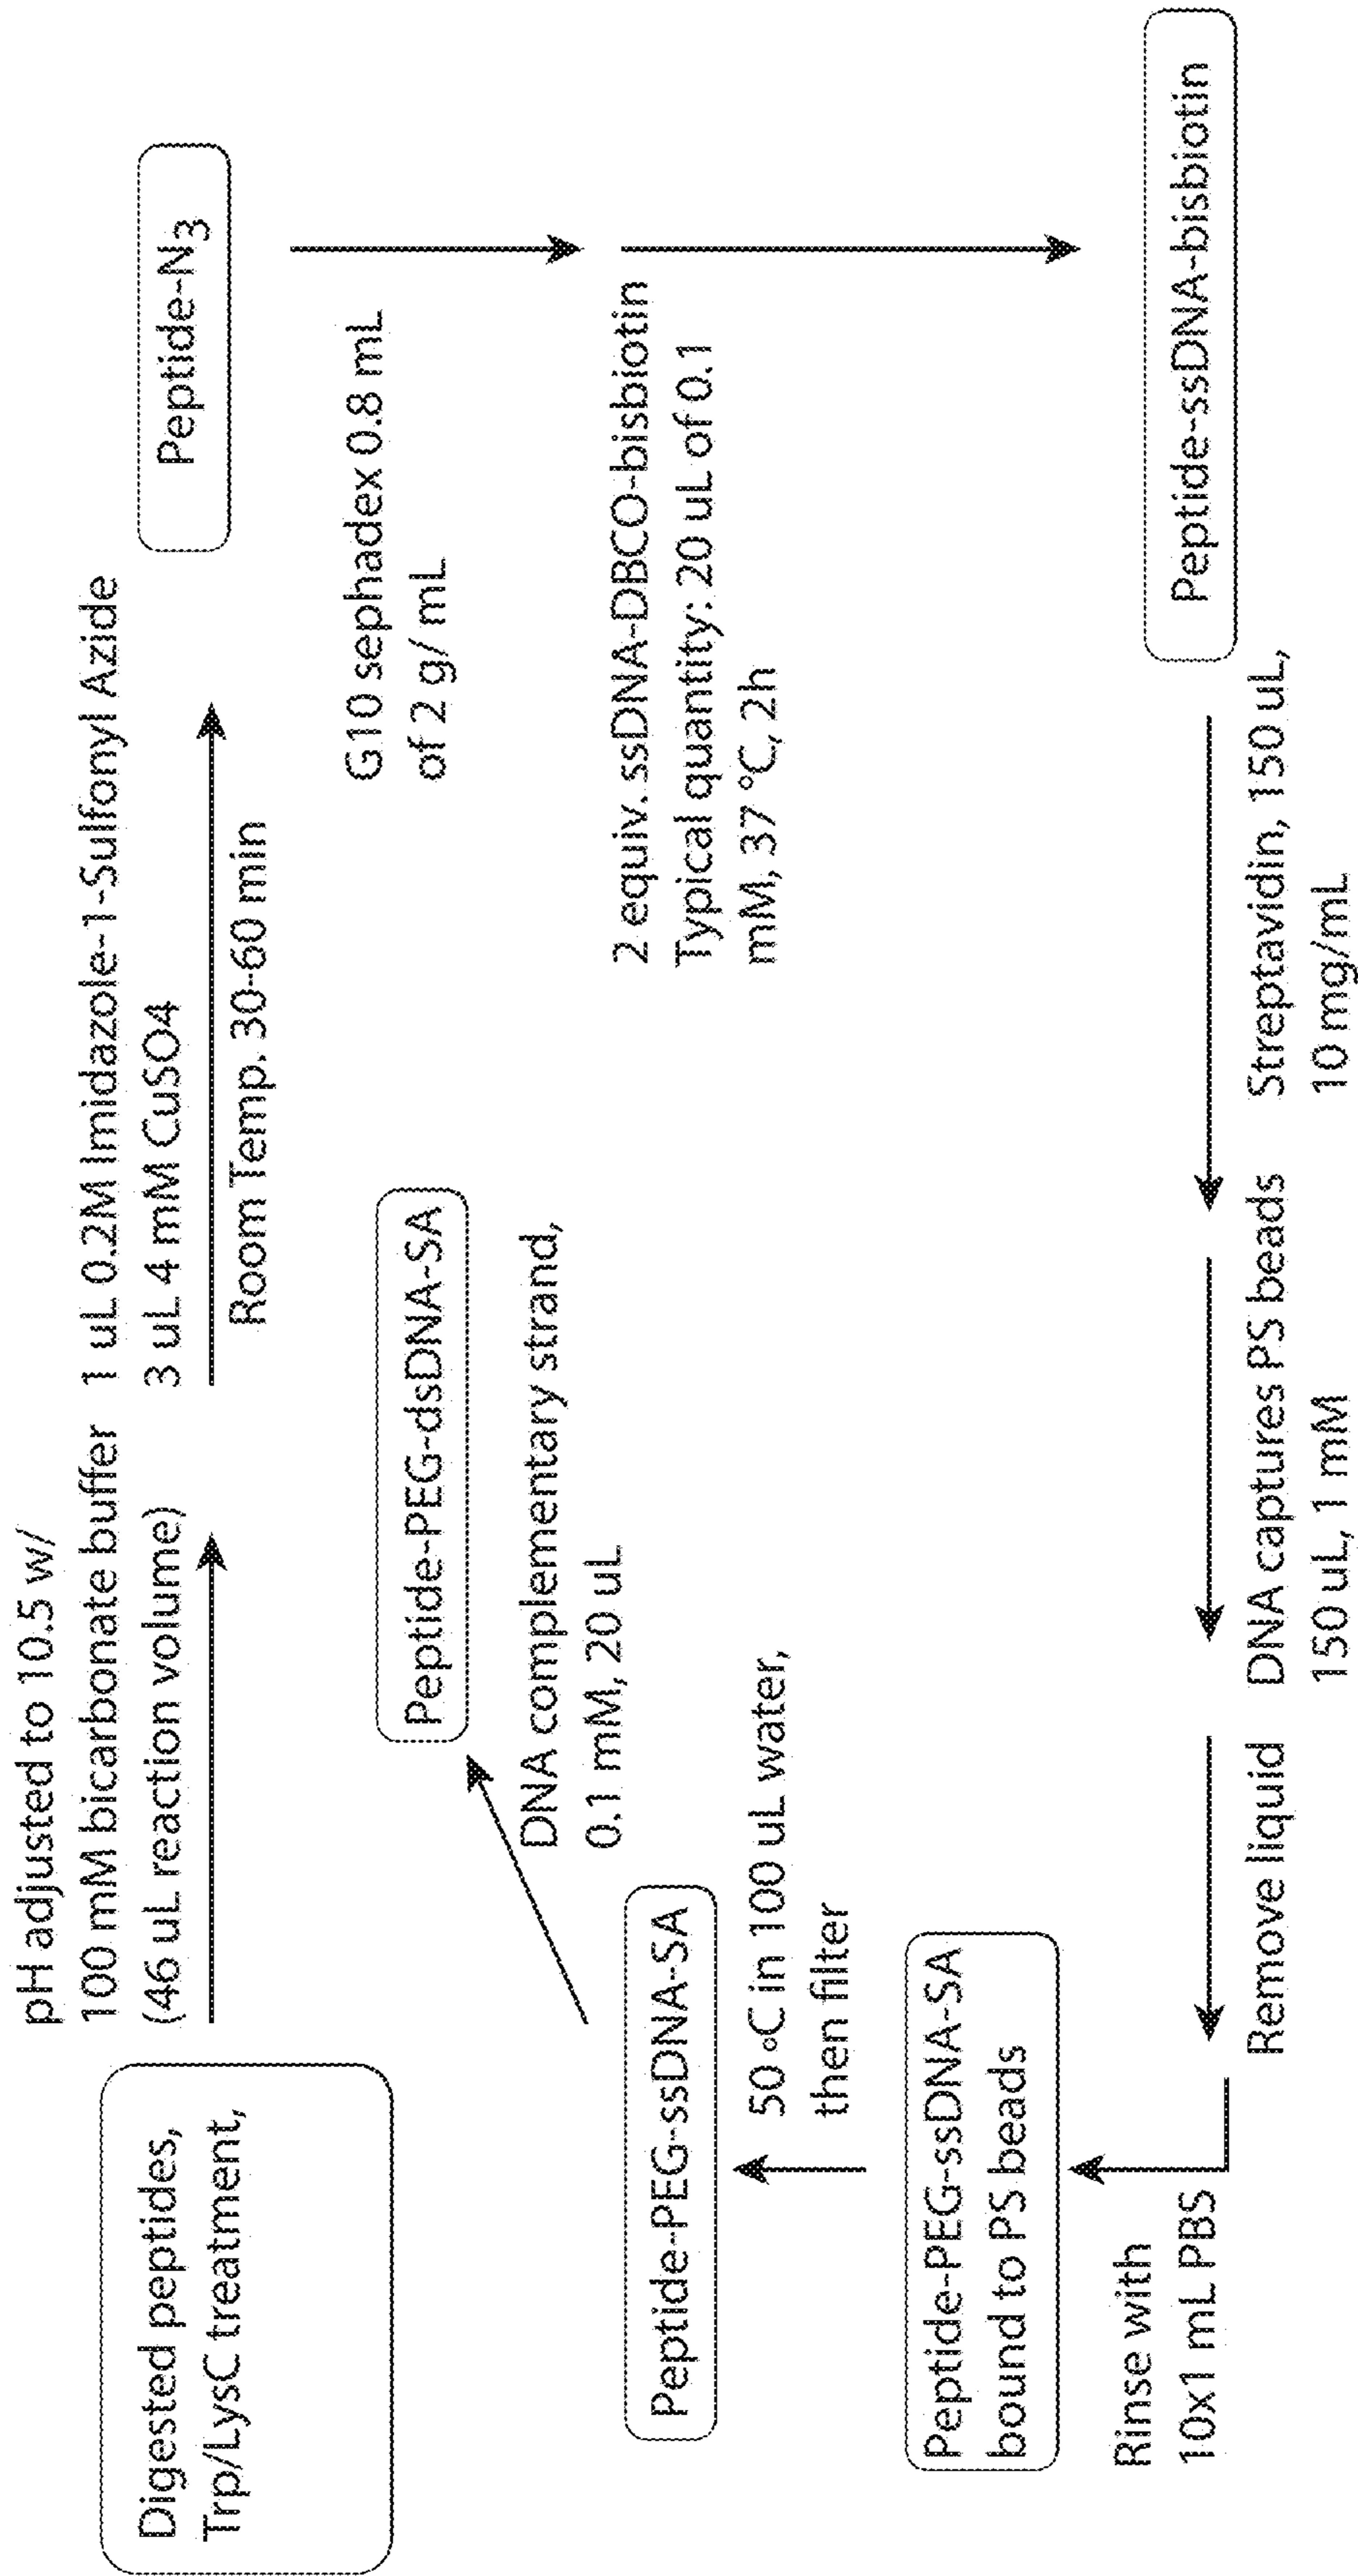 Digested peptides,
Trp/LysC treatment,
pH adjusted to 10.5 w/
100 mM bicarbonate buffer
(46 uL reaction volume)
1 uL 0.2M Imidazole-1-Sulfonyl Azide
3 uL 4 mM CuSO4
Room Temp. 30-60 min
Peptide-N3
G10 sephadex 0.8 mL
of 2 g/ mL
2 equiv. ssDNA-DBCO-bisbiotin
Typical quantity: 20 uL of 0.1
mM, 37 °C, 2h
Peptide-ssDNA-bisbiotin
Streptavidin, 150 uL,
10 mg/mL
DNA captures PS beads
150 uL, 1 mM
Remove liquid
Rinse with
10x1 mL PBS
Peptide-PEG-ssDNA-SA
bound to PS beads
50 °C in 100 uL water,
then filter
Peptide-PEG-ssDNA-SA
DNA complementary strand,
0.1 mM, 20 uL
Peptide-PEG-dsDNA-SA